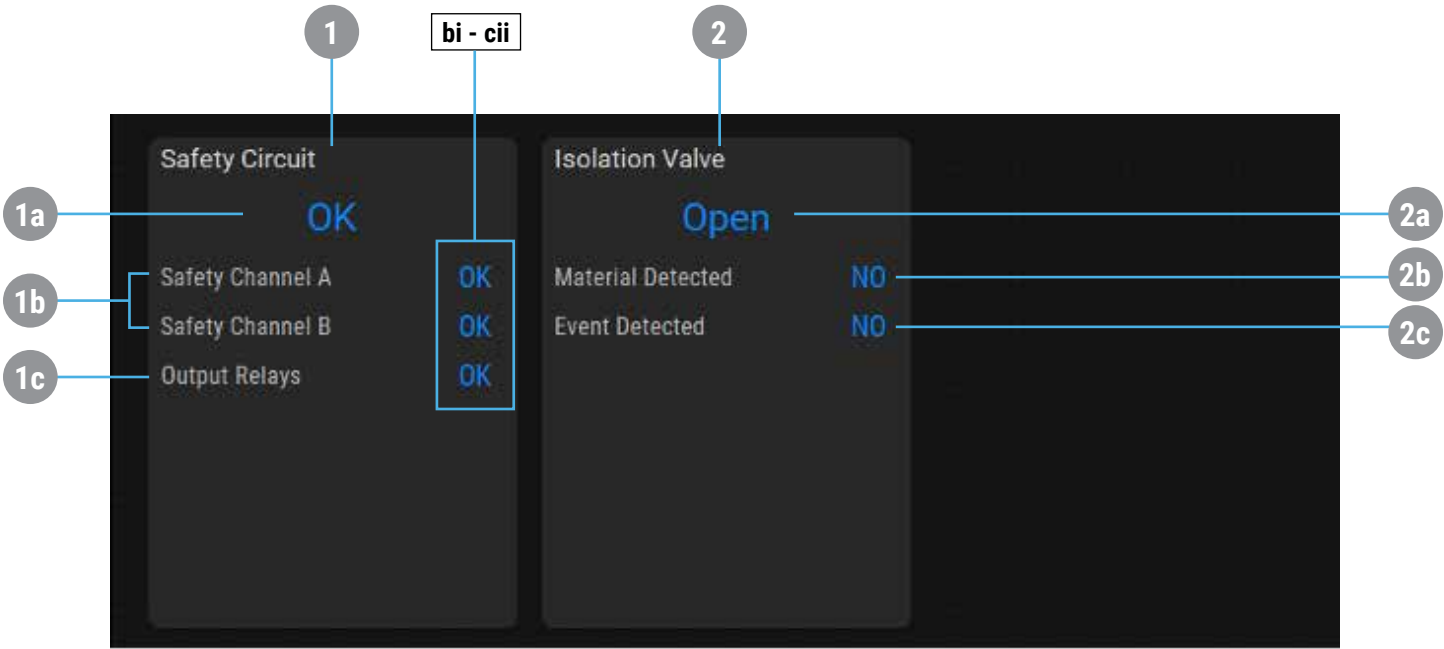 1
bi - cii
2
Safety Circuit
Isolation Valve
1a
OK
Open
2a
Safety Channel A
OK
Material Detected
NO
2b
1b
Safety Channel B
OK
Event Detected
NO
2c
1c
Output Relays
OK